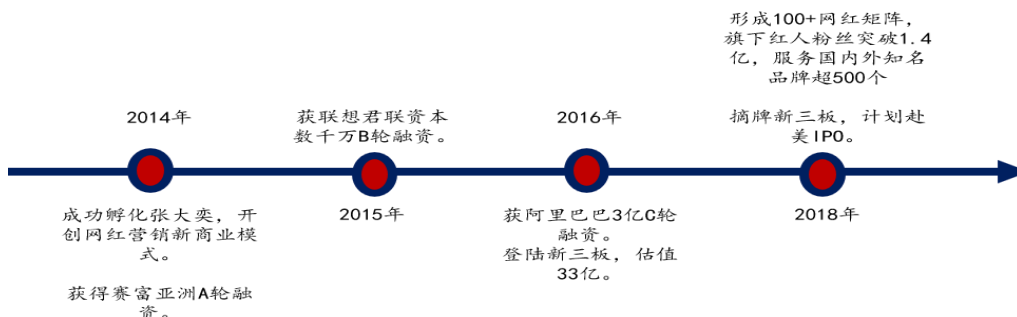 2014年
成功孵化张大奕,开
创网红营销新商业模
式。
获得赛富亚洲A轮融
资。
获联想君联资本
数千万B轮融资。
2015年
2016年
获阿里巴巴3亿C轮
融资。
登陆新三板,估值
33亿。
形成100+网红矩阵,
旗下红人粉丝突破1.4
亿,服务国内外知名
品牌超500个
摘牌新三板,计划赴
美IPO。
2018年